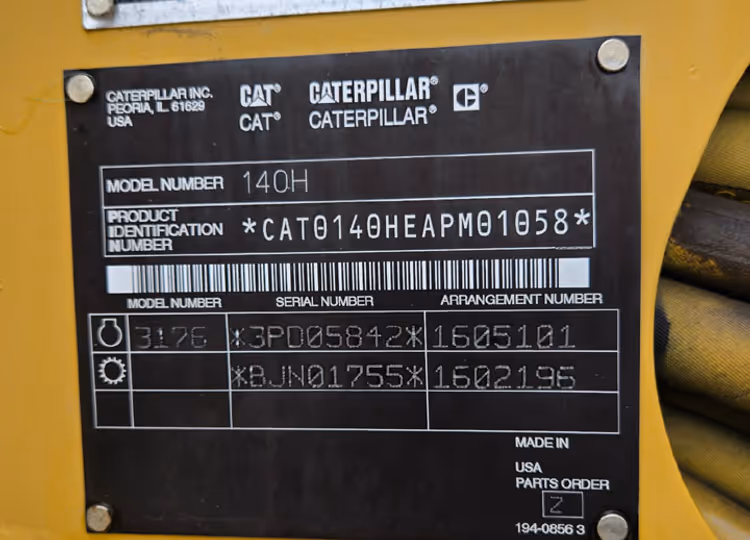 CATERPILLAR INC.
PEORIA, IL 61629
USA
CAT® CATERPILLAR® C®
CAT® CATERPILLAR®
MODEL NUMBER 140H
PRODUCT
IDENTIFICATION
NUMBER
*CAT0140HEAPM01058*
MODEL NUMBER SERIAL NUMBER ARRANGEMENT NUMBER
3176 *3PD05842* 1605101
*BJN01755* 1602196
MADE IN
USA
PARTS ORDER
Z
194-0856 3